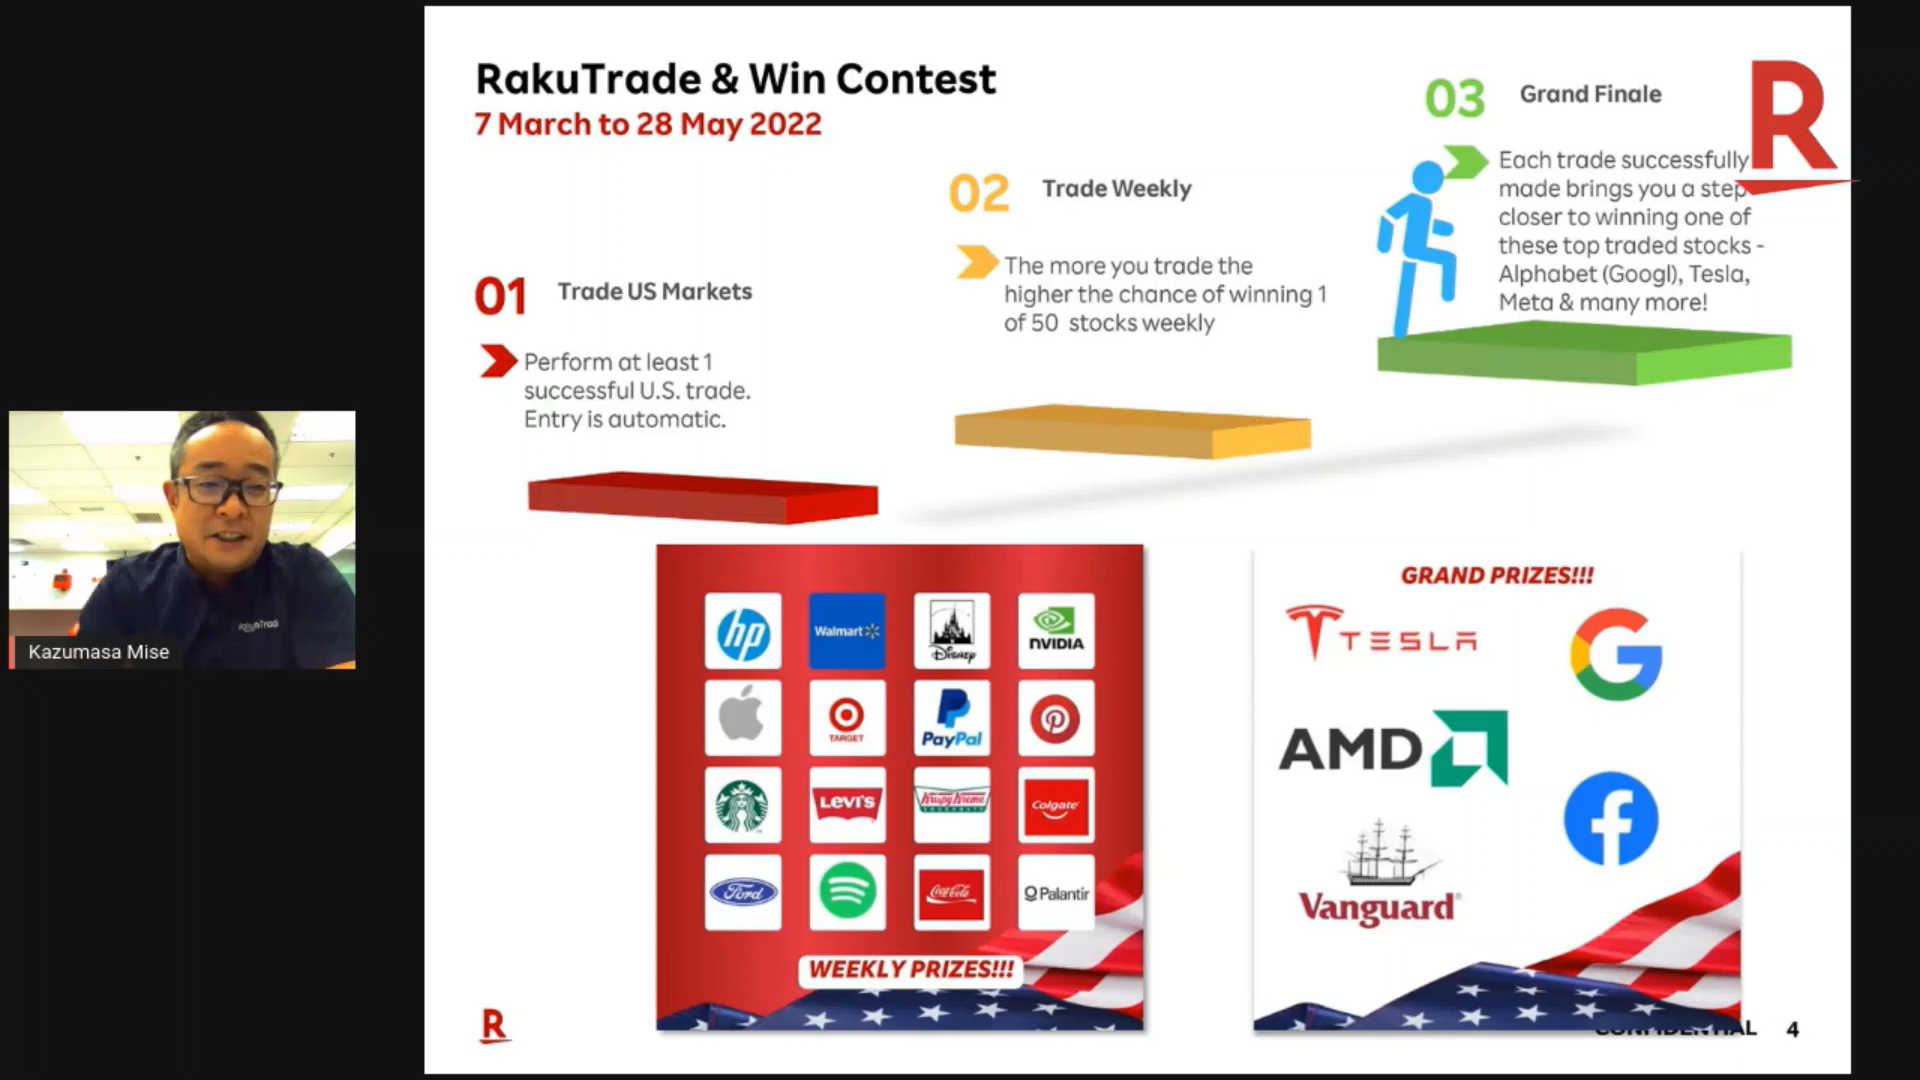 RakuTrade & Win Contest
7 March to 28 May 2022
01 Trade US Markets
Perform at least 1
successful U.S. trade.
Entry is automatic.
02 Trade Weekly
The more you trade the
higher the chance of winning 1
of 50 stocks weekly
03 Grand Finale
Each trade successfully
made brings you a step
closer to winning one of
these top traded stocks -
Alphabet (Googl), Tesla,
Meta & many more!
R
Kazumasa Mise
hp
Walmart
Disney
NVIDIA
TARGET
PayPal
Levi's
Krispy Kreme
Colgate
Ford
Coca-Cola
Palantir
WEEKLY PRIZES!!!
GRAND PRIZES!!!
TESLA
G
AMD
f
Vanguard
R
CONFIDENTIAL 4